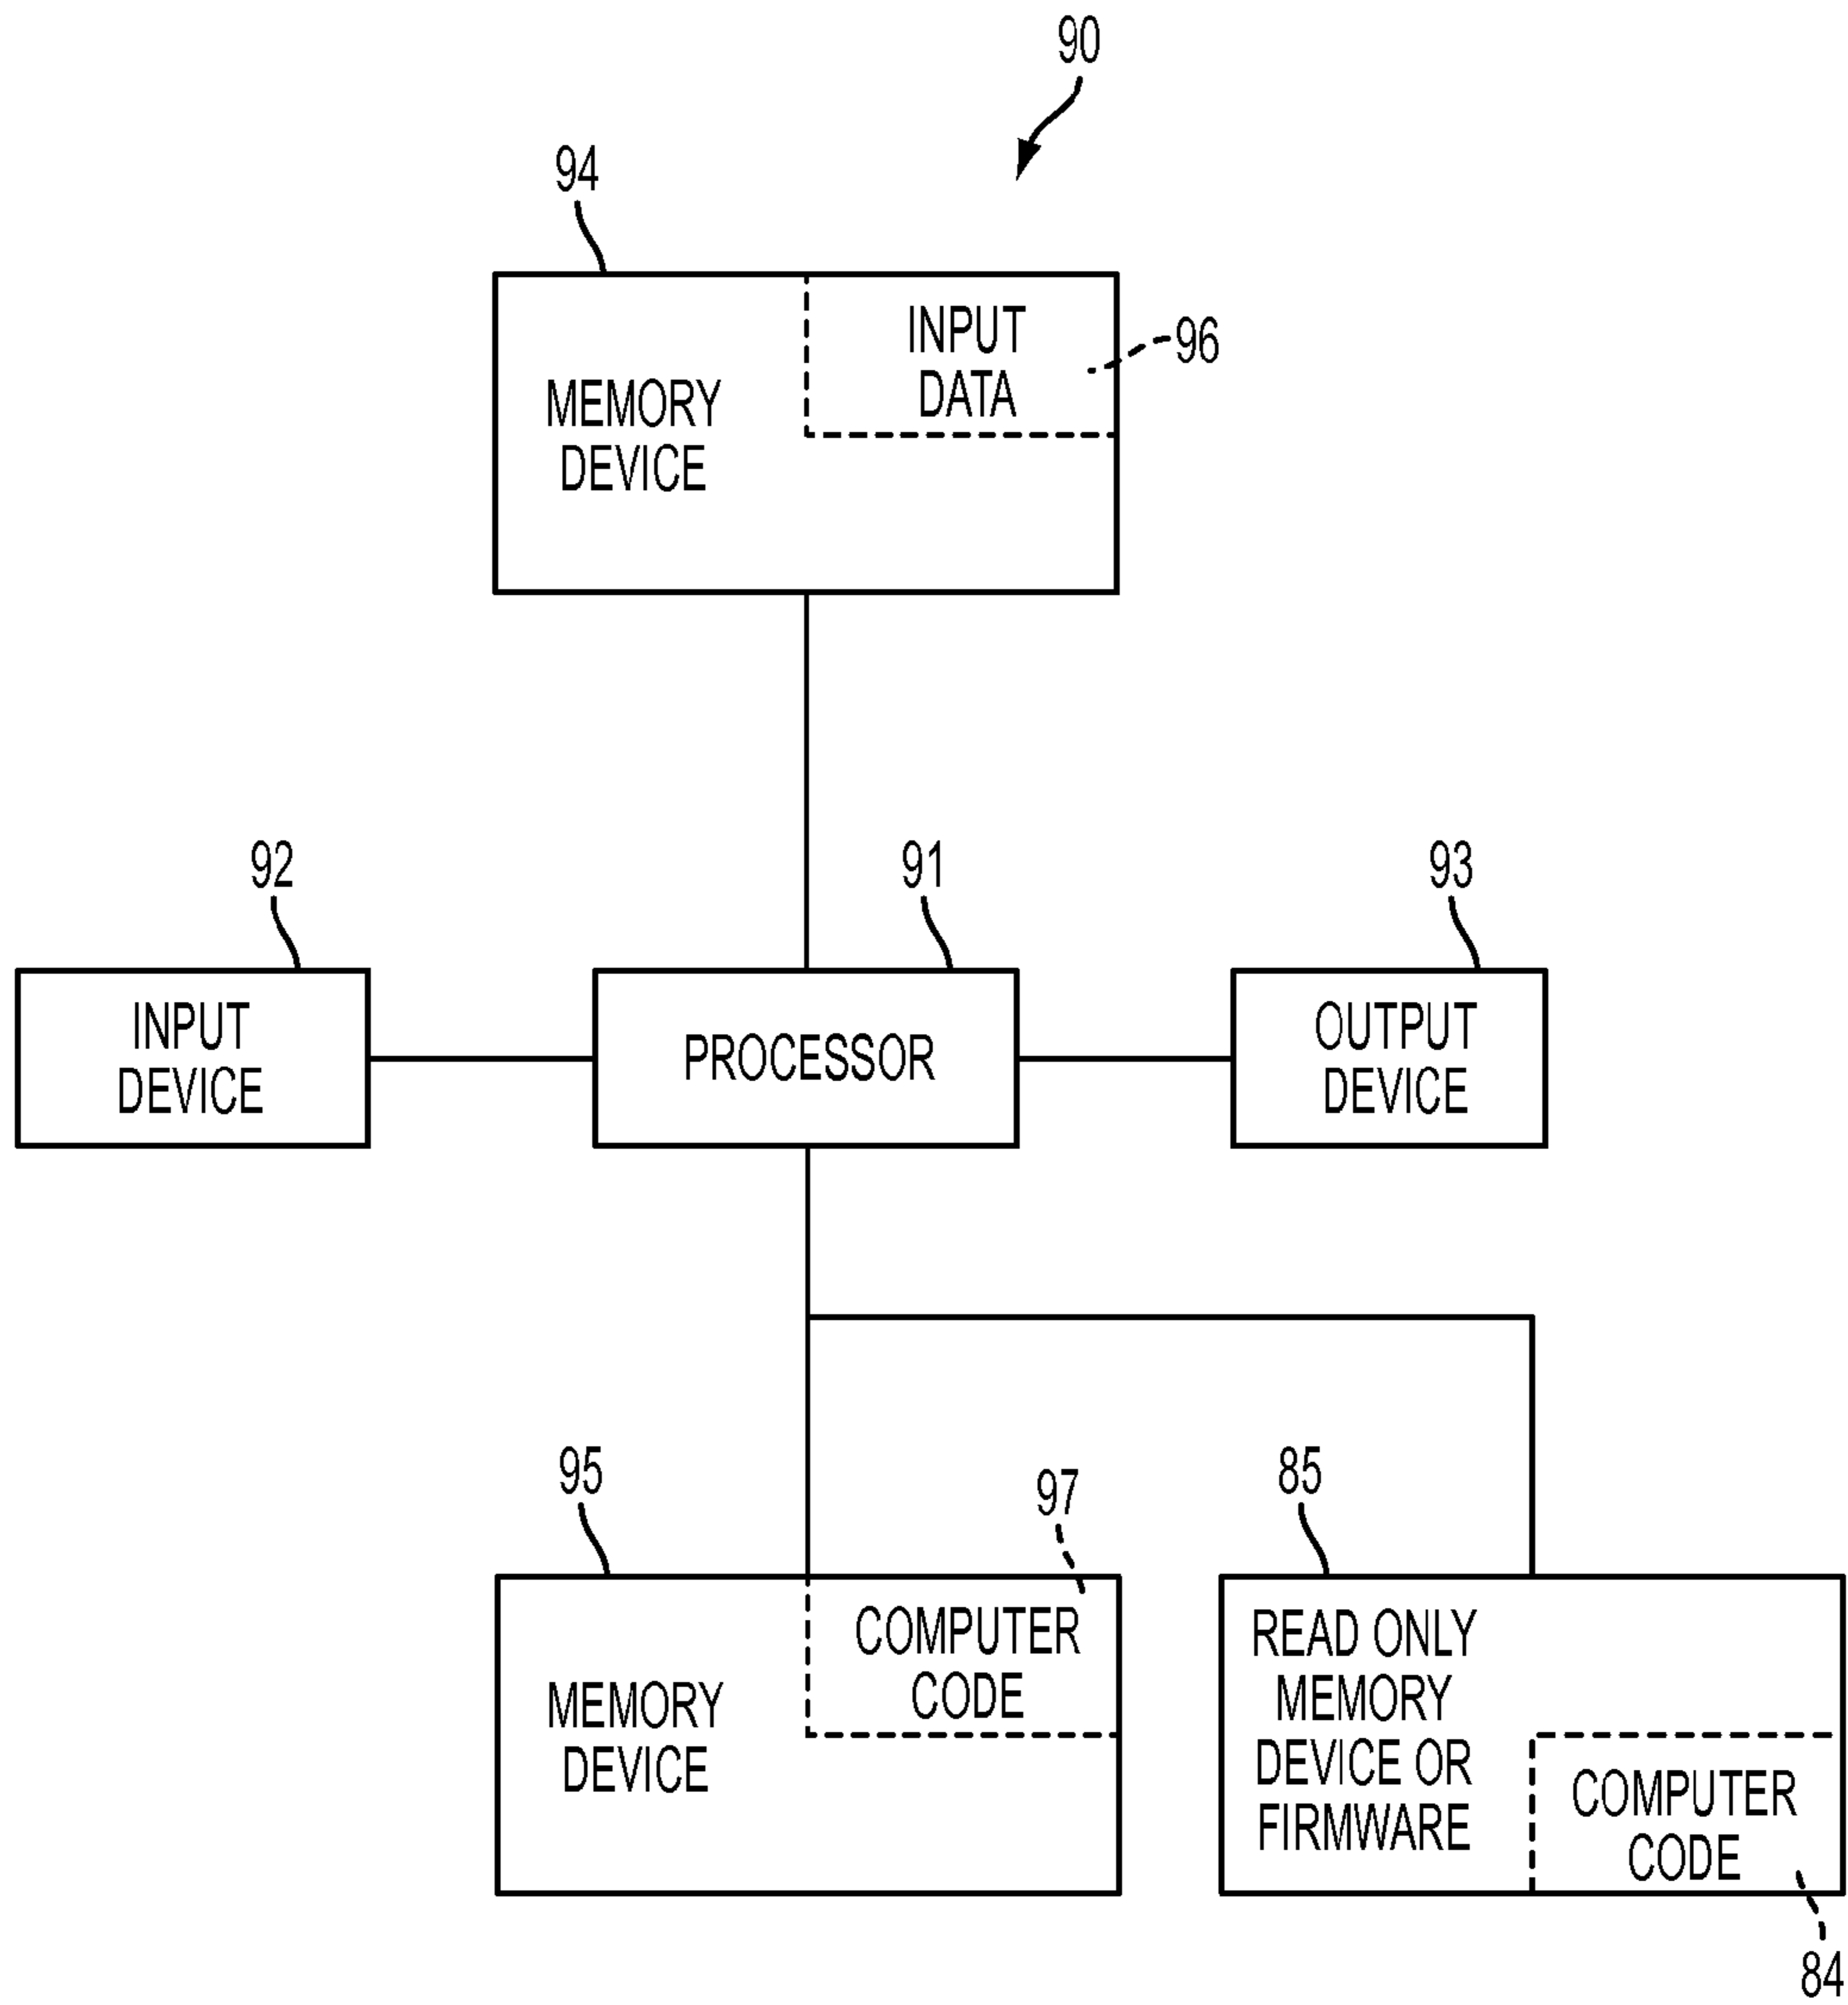 90
94
INPUT
DATA
96
MEMORY
DEVICE
92
91
93
INPUT
DEVICE
PROCESSOR
OUTPUT
DEVICE
95
97
85
COMPUTER
CODE
MEMORY
DEVICE
READ ONLY
MEMORY
DEVICE OR
FIRMWARE
COMPUTER
CODE
84